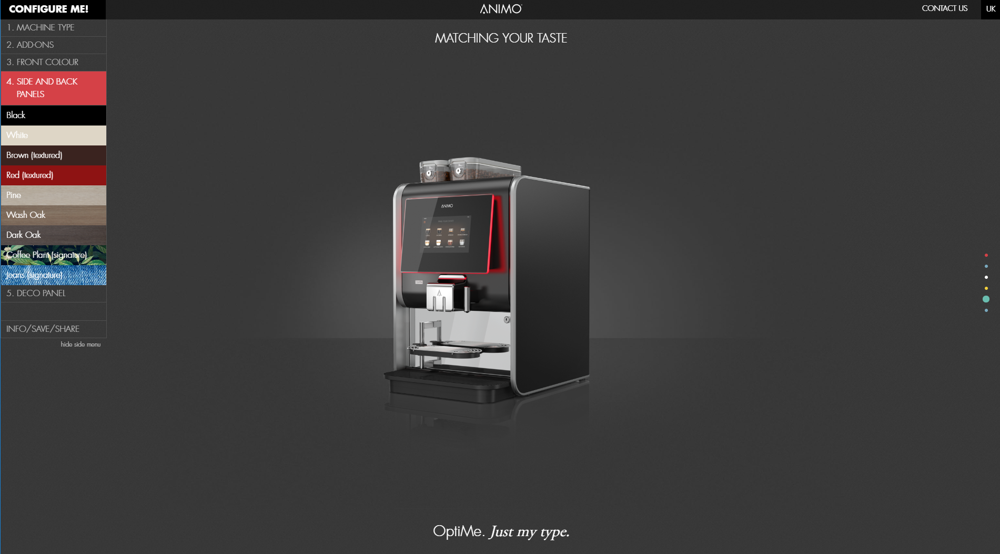 CONFIGURE ME!
ANIMO
CONTACT US
UK
1. MACHINE TYPE
2. ADD-ONS
3. FRONT COLOUR
4. SIDE AND BACK
PANELS
Black
White
Brown (textured)
Red (textured)
Pine
Wash Oak
Dark Oak
Coffee Plant (signature)
Jeans (signature)
5. DECO PANEL
INFO/SAVE/SHARE
hide side menu
MATCHING YOUR TASTE
ANIMO
OptiMe. Just my type.